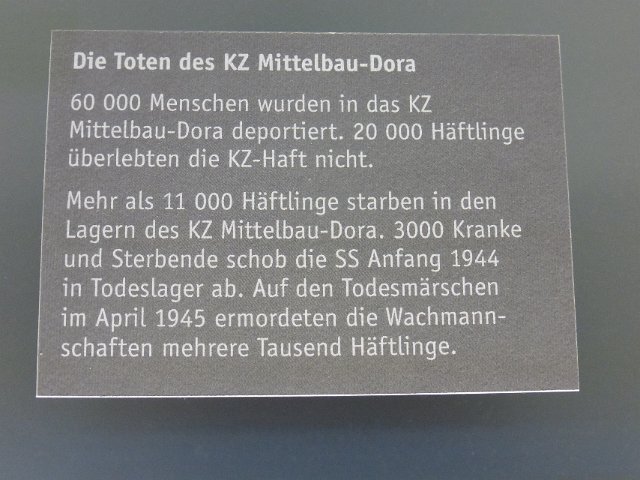 Die Toten des KZ Mittelbau-Dora
60 000 Menschen wurden in das KZ
Mittelbau-Dora deportiert. 20 000 Häftlinge
überlebten die KZ-Haft nicht.
Mehr als 11 000 Häftlinge starben in den
Lagern des KZ Mittelbau-Dora. 3000 Kranke
und Sterbende schob die SS Anfang 1944
in Todeslager ab. Auf den Todesmärschen
im April 1945 ermordeten die Wachmann-
schaften mehrere Tausend Häftlinge.